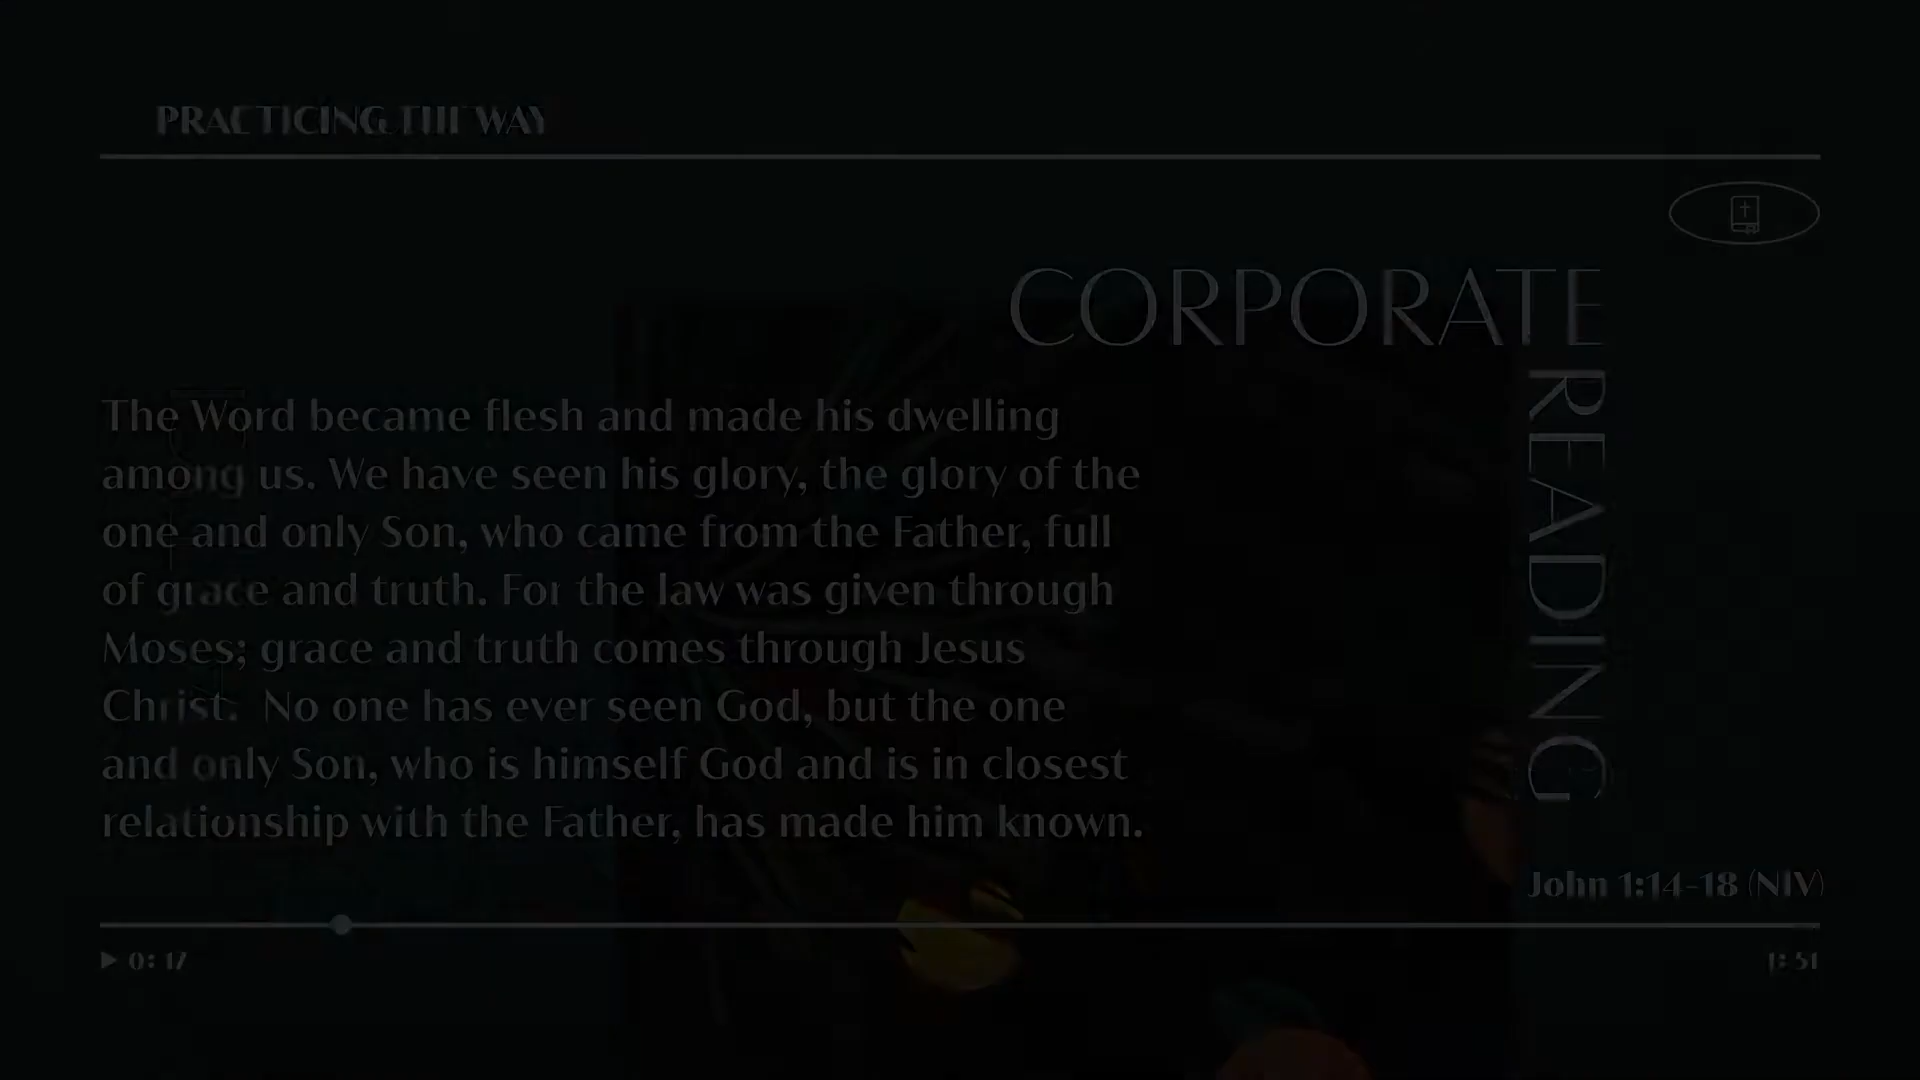 PRACTICING THE WAY
CORPORATE
READING
The Word became flesh and made his dwelling
among us. We have seen his glory, the glory of the
one and only Son, who came from the Father, full
of grace and truth. For the law was given through
Moses; grace and truth comes through Jesus
Christ. No one has ever seen God, but the one
and only Son, who is himself God and is in closest
relationship with the Father, has made him known.
John 1:14-18 (NIV)
0:17
1:51